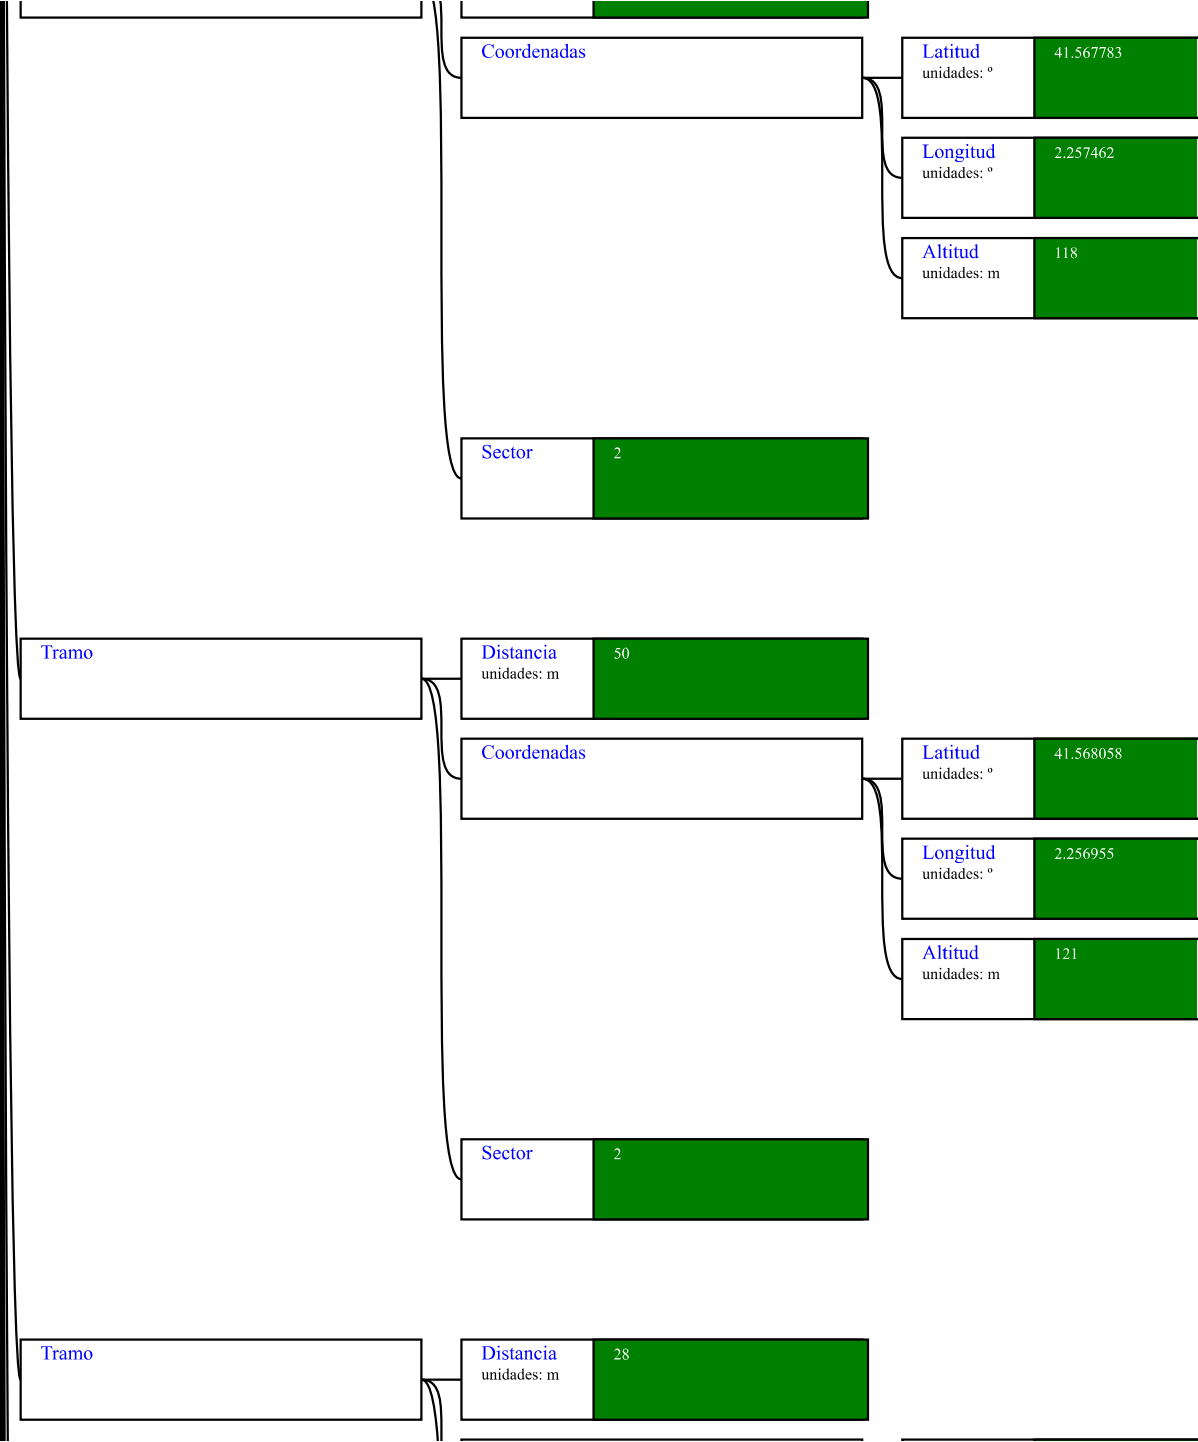 Coordenadas
Latitud
unidades: º
41.567783
Longitud
unidades: º
2.257462
Altitud
unidades: m
118
Sector
2
Tramo
Distancia
unidades: m
50
Coordenadas
Latitud
unidades: º
41.568058
Longitud
unidades: º
2.256955
Altitud
unidades: m
121
Sector
2
Tramo
Distancia
unidades: m
28